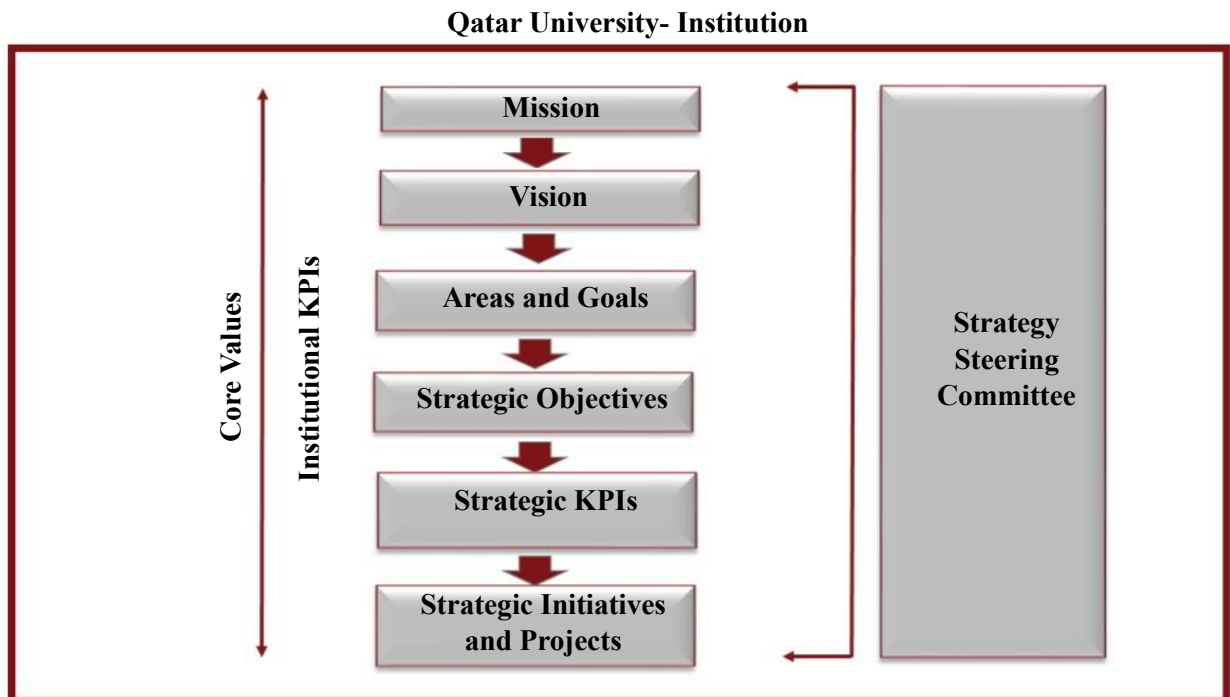 Qatar University- Institution
Core Values
Institutional KPIs
Mission
Vision
Areas and Goals
Strategic Objectives
Strategic KPIs
Strategic Initiatives
and Projects
Strategy
Steering
Committee